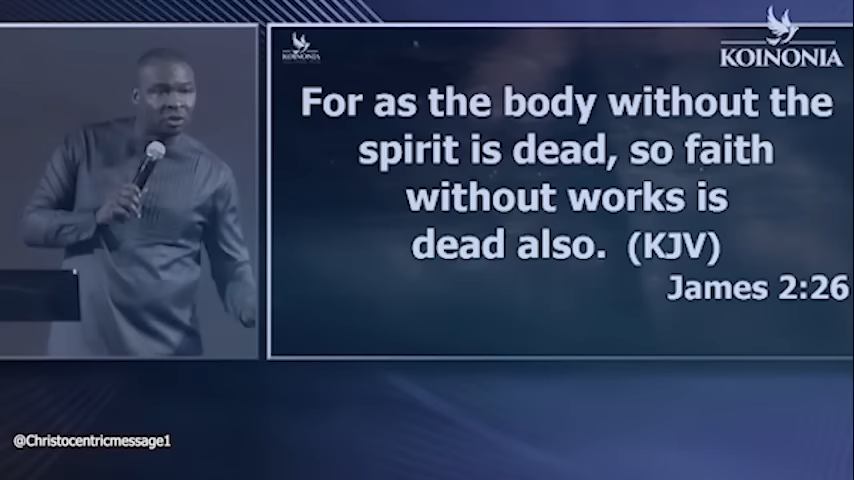 KOINONIA
KOINONIA
For as the body without the
spirit is dead, so faith
without works is
dead also. (KJV)
James 2:26
@Christocentricmessage1